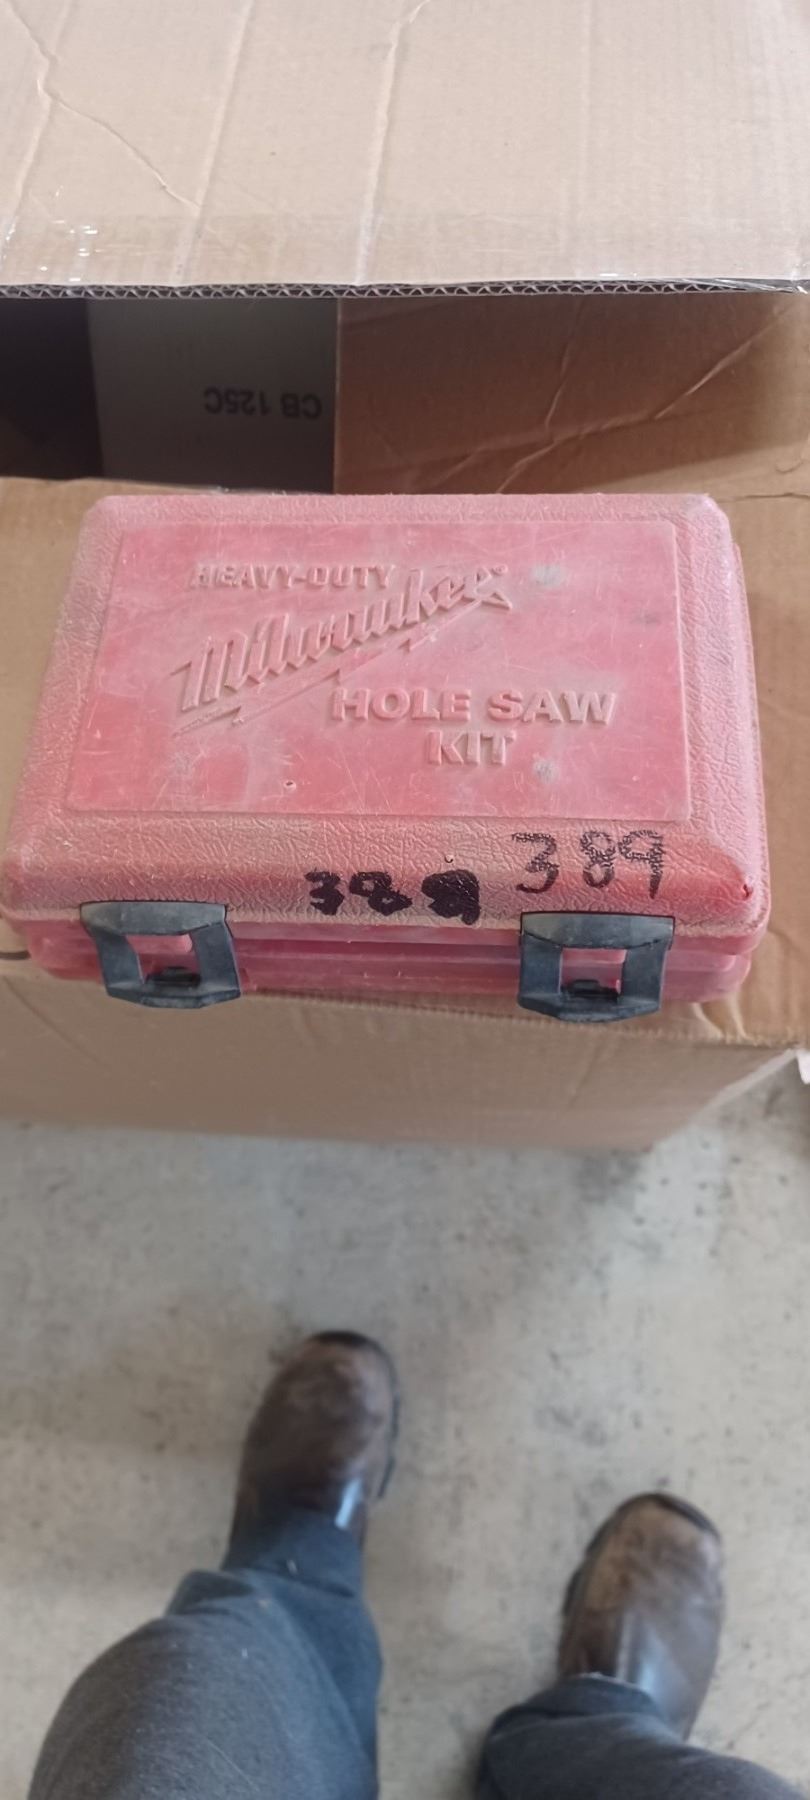 CB 125C
HEAVY-DUTY
Milwaukee
HOLE SAW
KIT
389